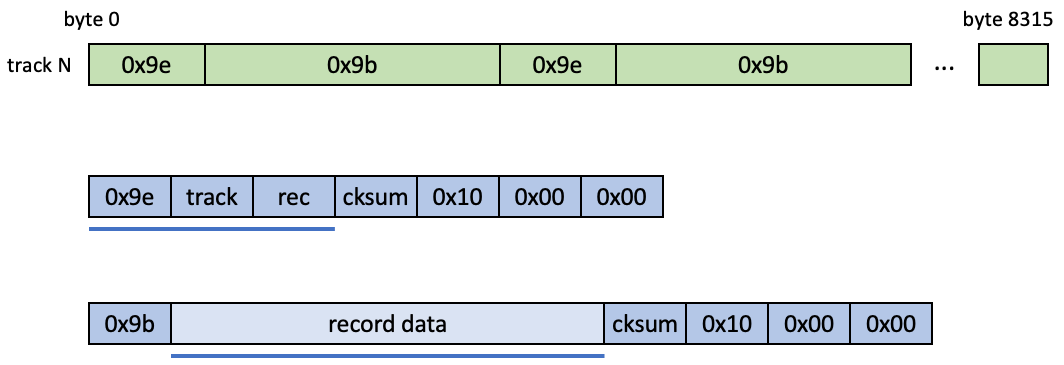 byte 0 byte 8315
track N 0x9e 0x9b 0x9e 0x9b ...
0x9e track rec cksum 0x10 0x00 0x00
0x9b record data cksum 0x10 0x00 0x00